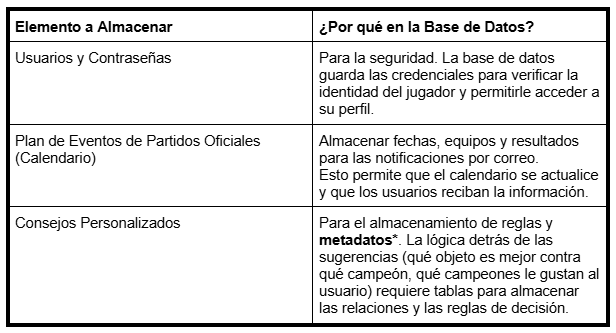 Elemento a Almacenar
¿Por qué en la Base de Datos?
Usuarios y Contraseñas
Para la seguridad. La base de datos
guarda las credenciales para verificar la
identidad del jugador y permitirle acceder a
su perfil.
Plan de Eventos de Partidos Oficiales
(Calendario)
Almacenar fechas, equipos y resultados
para las notificaciones por correo.
Esto permite que el calendario se actualice
y que los usuarios reciban la información.
Consejos Personalizados
Para el almacenamiento de reglas y
metadatos*. La lógica detrás de las
sugerencias (qué objeto es mejor contra
qué campeón, qué campeones le gustan al
usuario) requiere tablas para almacenar
las relaciones y las reglas de decisión.